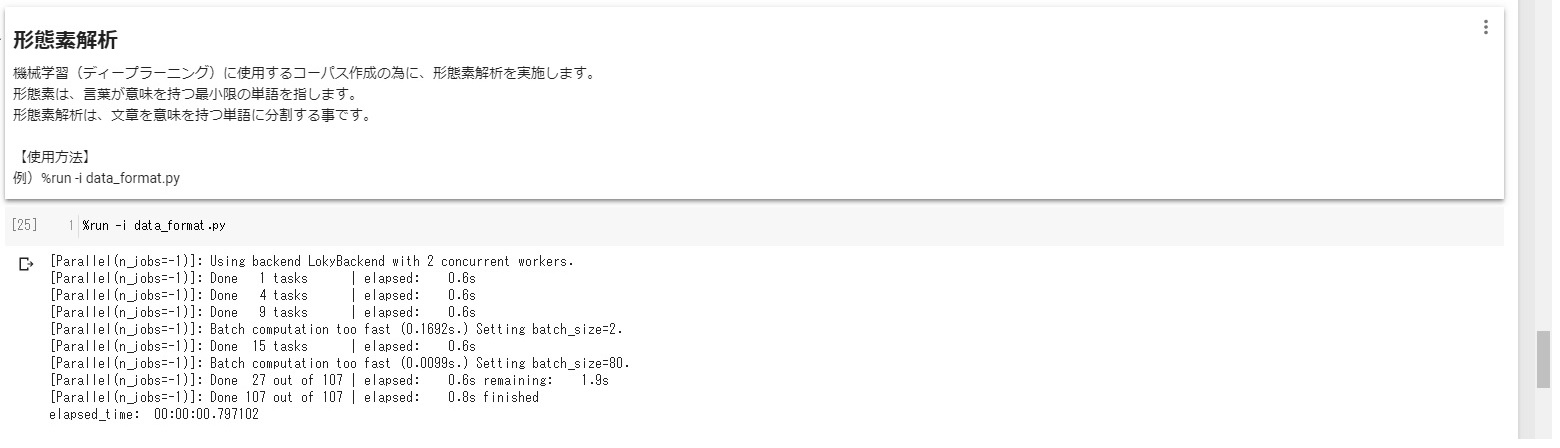 形態素解析
機械学習（ディープラーニング）に使用するコーパス作成の為に、形態素解析を実施します。
形態素は、言葉が意味を持つ最小限の単語を指します。
形態素解析は、文章を意味を持つ単語に分割する事です。
【使用方法】
例）%run -i data_format.py
[25] 1 %run -i data_format.py
[Parallel(n_jobs=-1)]: Using backend LokyBackend with 2 concurrent workers.
[Parallel(n_jobs=-1)]: Done   1 tasks      | elapsed:    0.6s
[Parallel(n_jobs=-1)]: Done   4 tasks      | elapsed:    0.6s
[Parallel(n_jobs=-1)]: Done   9 tasks      | elapsed:    0.6s
[Parallel(n_jobs=-1)]: Batch computation too fast (0.1692s.) Setting batch_size=2.
[Parallel(n_jobs=-1)]: Done  15 tasks      | elapsed:    0.6s
[Parallel(n_jobs=-1)]: Batch computation too fast (0.0099s.) Setting batch_size=80.
[Parallel(n_jobs=-1)]: Done  27 out of 107 | elapsed:    0.6s remaining:    1.9s
[Parallel(n_jobs=-1)]: Done 107 out of 107 | elapsed:    0.8s finished
elapsed_time:  00:00:00.797102